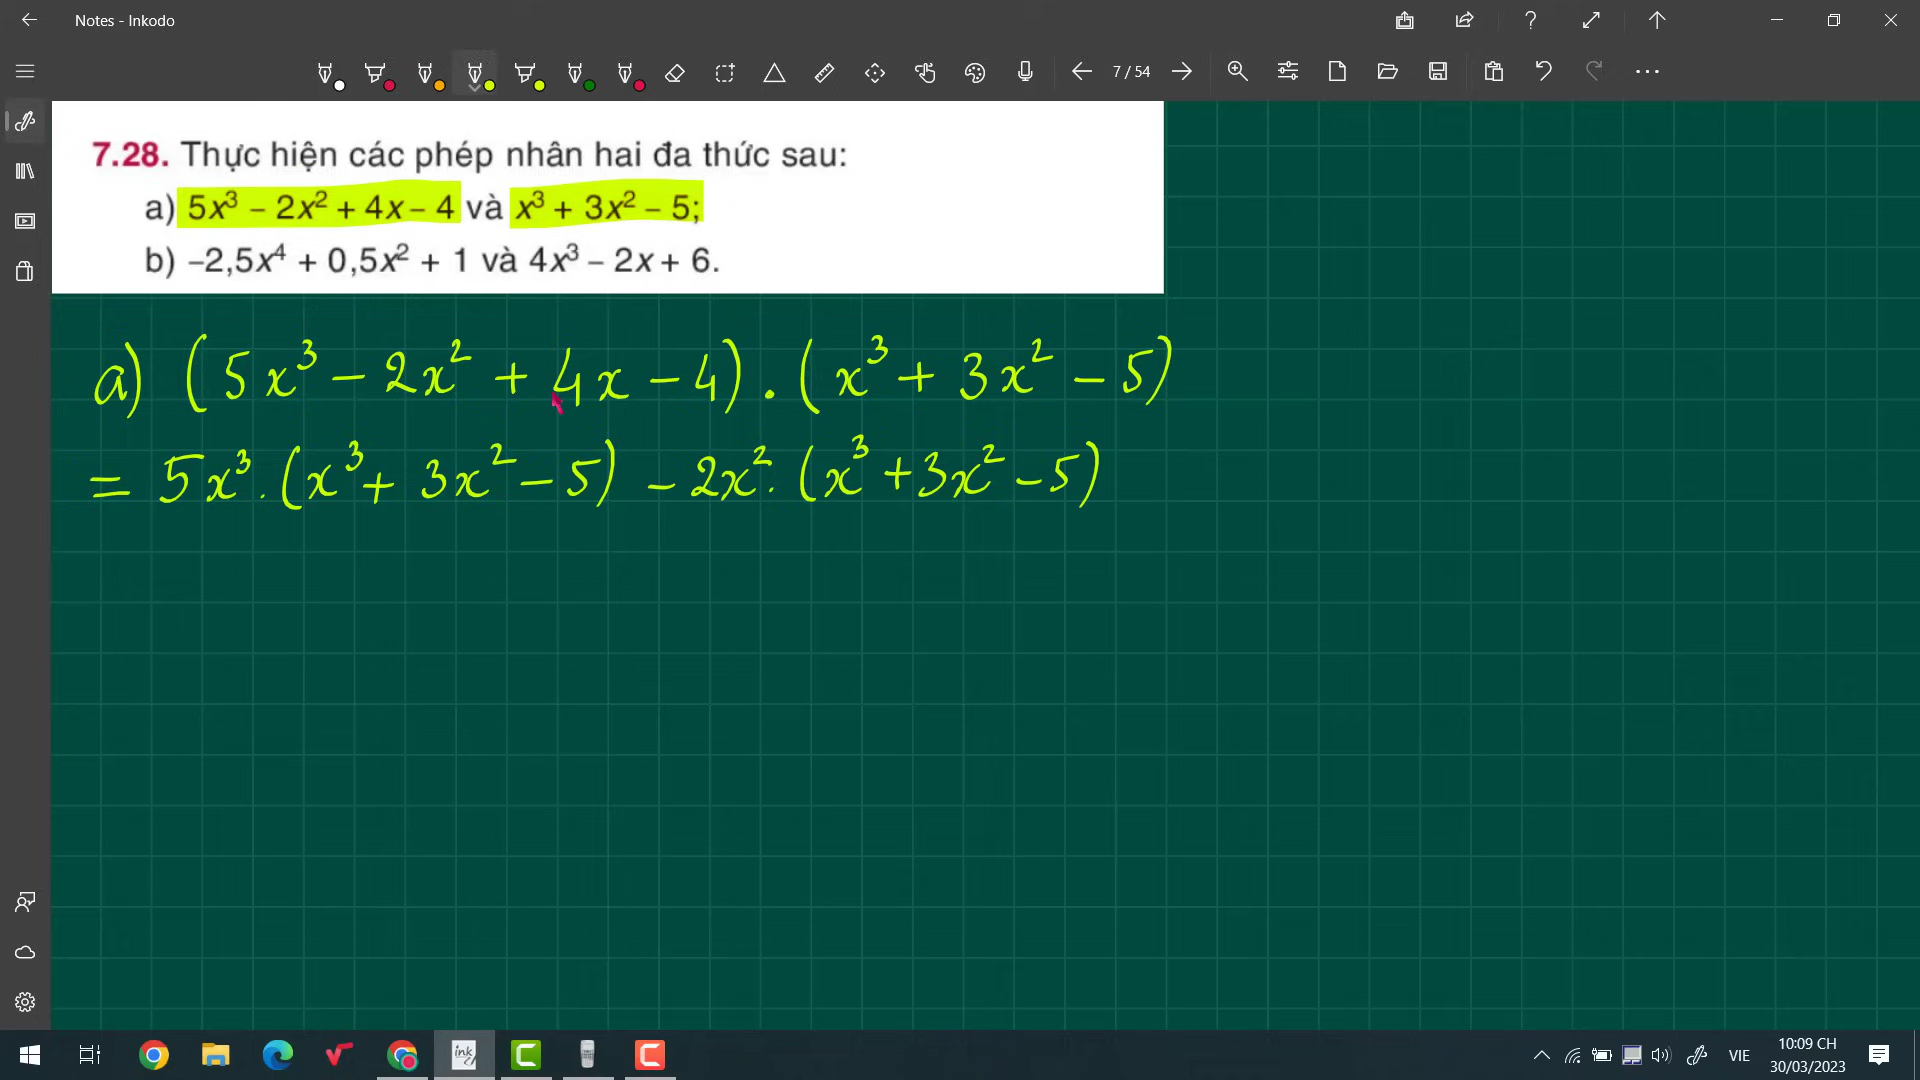 Notes - Inkodo
7 / 54
7.28. Thực hiện các phép nhân hai đa thức sau:
a) 5x³ – 2x² + 4x – 4 và x³ + 3x² – 5;
b) –2,5x⁴ + 0,5x² + 1 và 4x³ – 2x + 6.
a) (5x³ – 2x² + 4x – 4) . (x³ + 3x² – 5)
= 5x³ . (x³ + 3x² – 5) – 2x² . (x³ + 3x² – 5)
ink
VIE
10:09 CH
30/03/2023